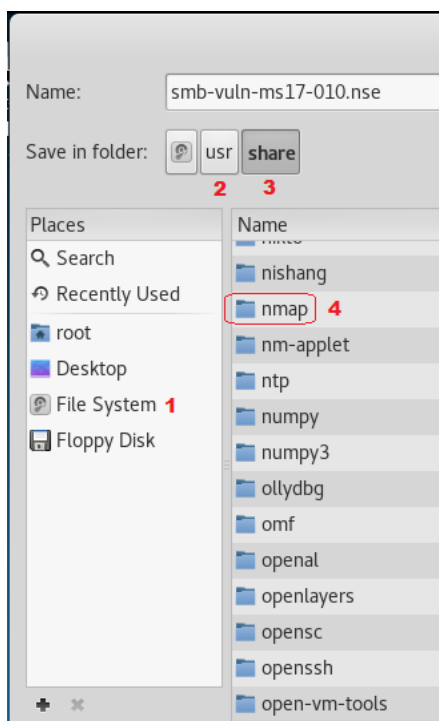 Name: smb-vuln-ms17-010.nse
Save in folder: usr share
2 3
Places
Search
Recently Used
root
Desktop
File System 1
Floppy Disk
Name
nikto
nishang
nmap 4
nm-applet
ntp
numpy
numpy3
ollydbg
omf
openal
openlayers
opensc
openssh
open-vm-tools